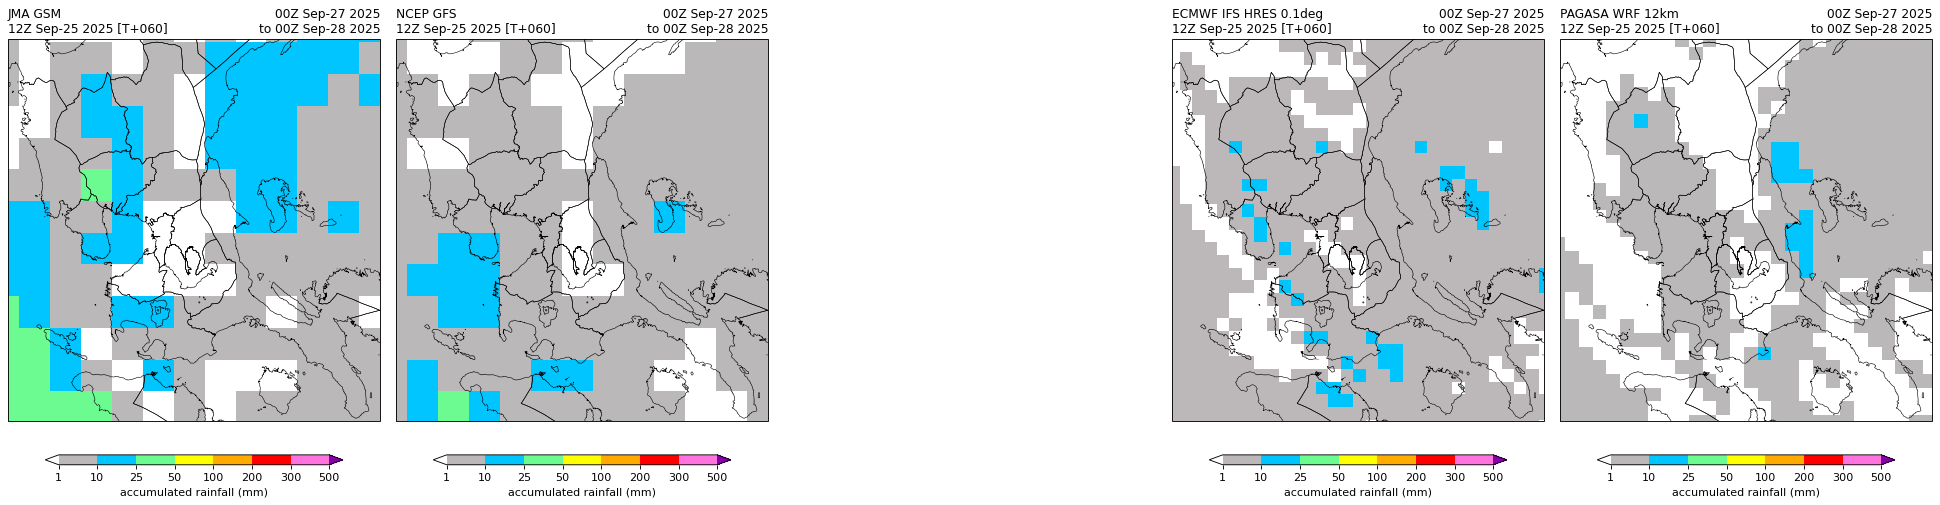 JMA GSM 00Z Sep-27 2025
12Z Sep-25 2025 [T+060] to 00Z Sep-28 2025
1 10 25 50 100 200 300 500
accumulated rainfall (mm)
NCEP GFS 00Z Sep-27 2025
12Z Sep-25 2025 [T+060] to 00Z Sep-28 2025
1 10 25 50 100 200 300 500
accumulated rainfall (mm)
ECMWF IFS HRES 0.1deg 00Z Sep-27 2025
12Z Sep-25 2025 [T+060] to 00Z Sep-28 2025
1 10 25 50 100 200 300 500
accumulated rainfall (mm)
PAGASA WRF 12km 00Z Sep-27 2025
12Z Sep-25 2025 [T+060] to 00Z Sep-28 2025
1 10 25 50 100 200 300 500
accumulated rainfall (mm)